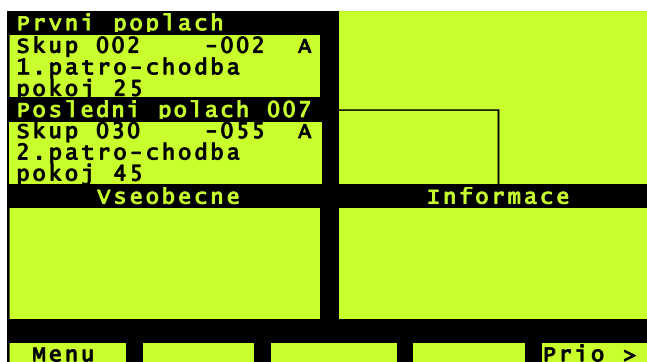 Prvni poplach
Skup 002 -002 A
1.patro-chodba
pokoj 25
Posledni polach 007
Skup 030 -055 A
2.patro-chodba
pokoj 45
Vseobecne
Informace
Menu
Prio >